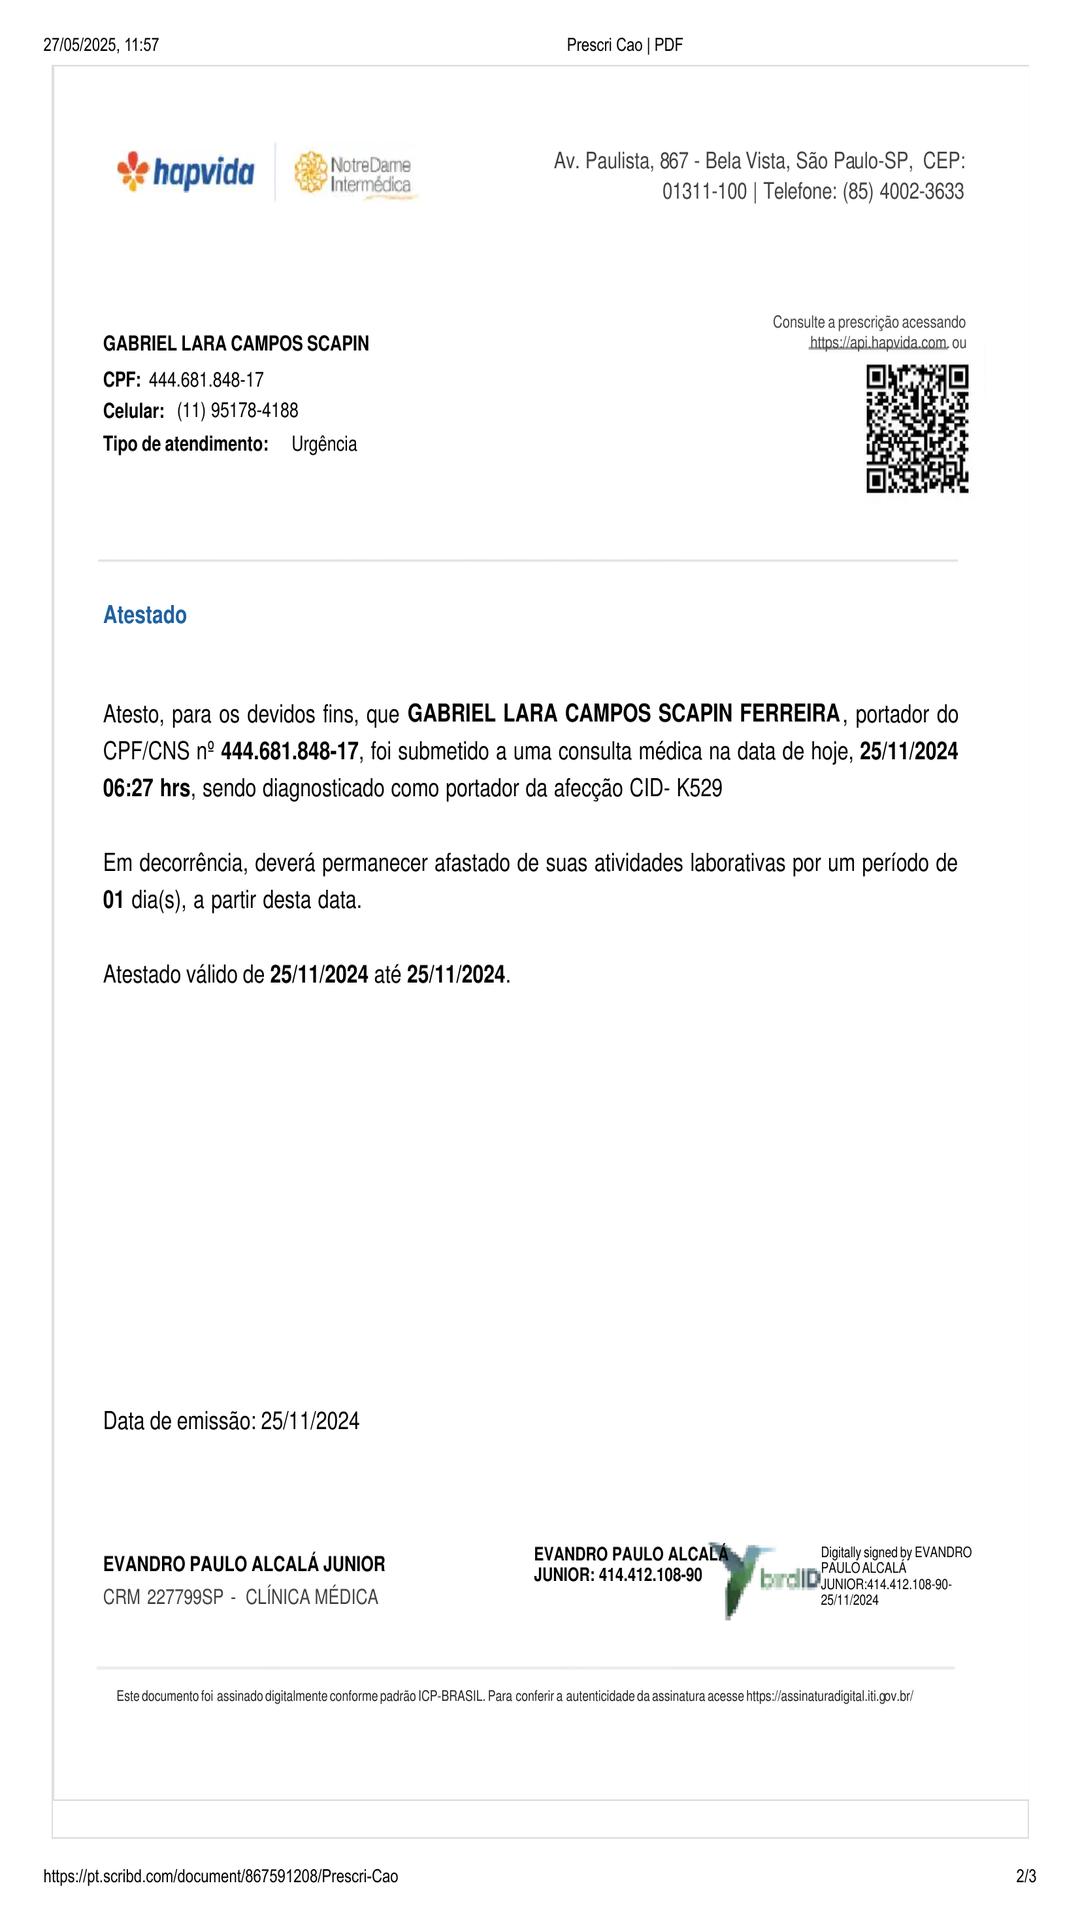 27/05/2025, 11:57 Prescri Cao | PDF
hapvida NotreDame
Intermédica
Av. Paulista, 867 - Bela Vista, São Paulo-SP, CEP:
01311-100 | Telefone: (85) 4002-3633
Consulte a prescrição acessando
https://api.hapvida.com, ou
GABRIEL LARA CAMPOS SCAPIN
CPF: 444.681.848-17
Celular: (11) 95178-4188
Tipo de atendimento: Urgência
Atestado
Atesto, para os devidos fins, que GABRIEL LARA CAMPOS SCAPIN FERREIRA, portador do
CPF/CNS nº 444.681.848-17, foi submetido a uma consulta médica na data de hoje, 25/11/2024
06:27 hrs, sendo diagnosticado como portador da afecção CID- K529
Em decorrência, deverá permanecer afastado de suas atividades laborativas por um período de
01 dia(s), a partir desta data.
Atestado válido de 25/11/2024 até 25/11/2024.
Data de emissão: 25/11/2024
EVANDRO PAULO ALCALÁ JUNIOR
CRM 227799SP - CLÍNICA MÉDICA
EVANDRO PAULO ALCALÁ
JUNIOR: 414.412.108-90
birdID
Digitally signed by EVANDRO
PAULO ALCALÁ
JUNIOR:414.412.108-90-
25/11/2024
Este documento foi assinado digitalmente conforme padrão ICP-BRASIL. Para conferir a autenticidade da assinatura acesse https://assinaturadigital.iti.gov.br/
https://pt.scribd.com/document/867591208/Prescri-Cao 2/3